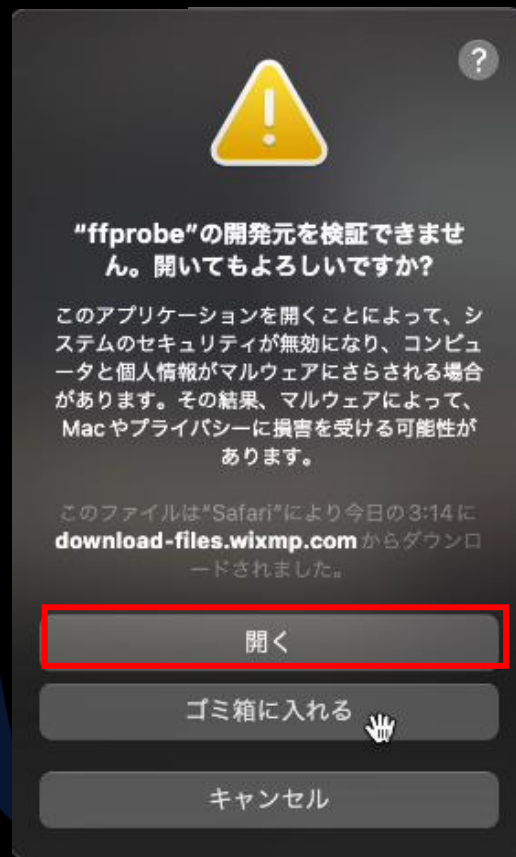 ?
"ffprobe"の開発元を検証できませ
ん。開いてもよろしいですか?
このアプリケーションを開くことによって、シ
ステムのセキュリティが無効になり、コンピュ
ータと個人情報がマルウェアにさらされる場合
があります。その結果、マルウェアによって、
Macやプライバシーに損害を受ける可能性が
あります。
このファイルは"Safari"により今日の3:14に
download-files.wixmp.comからダウンロ
ードされました。
開く
ゴミ箱に入れる
キャンセル